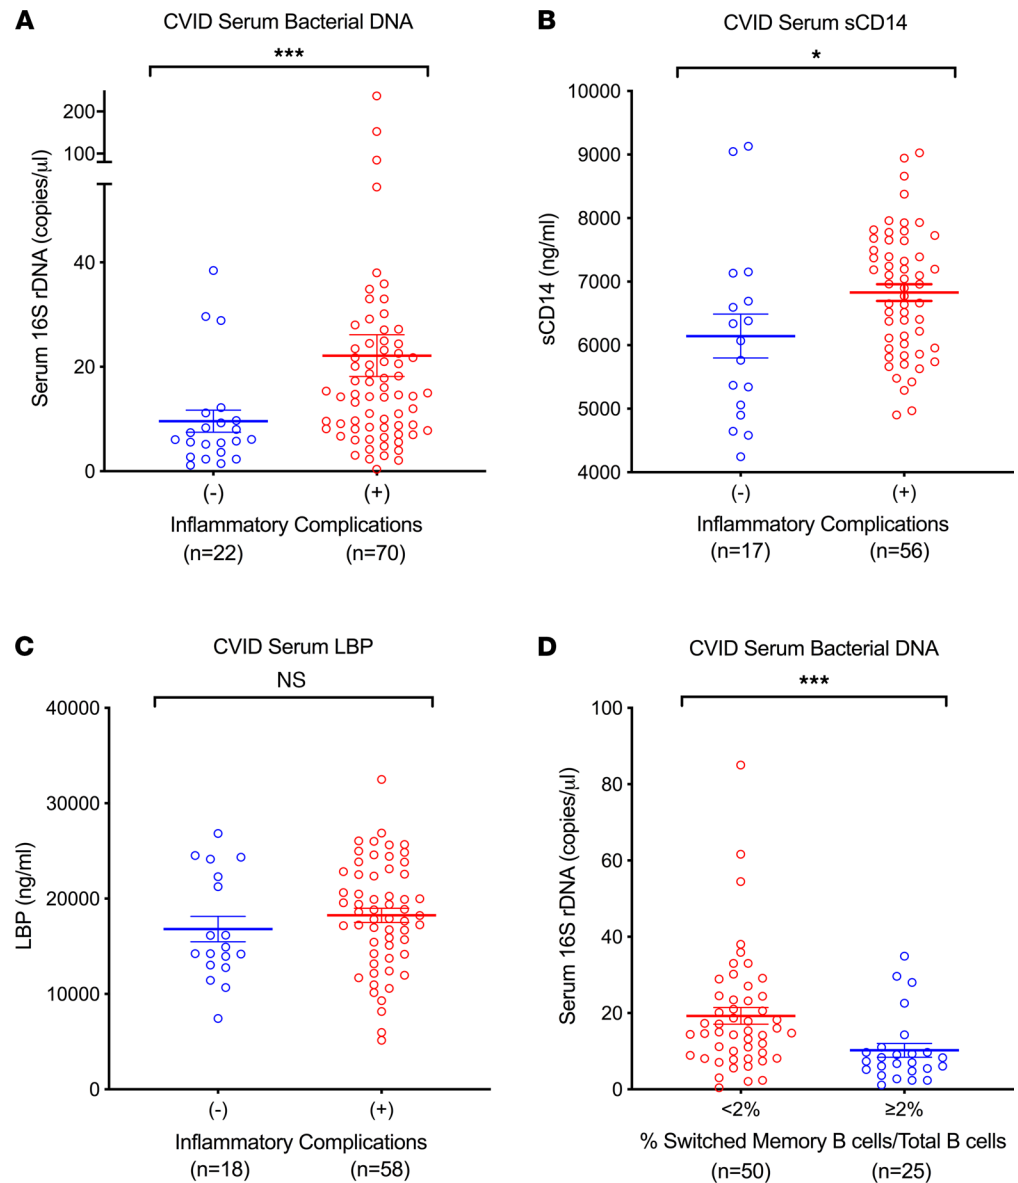 A
CVID Serum Bacterial DNA
***
Serum 16S rDNA (copies/μl)
200
100
40
20
0
(-)
(+)
Inflammatory Complications
(n=22)
(n=70)
B
CVID Serum sCD14
*
sCD14 (ng/ml)
10000
9000
8000
7000
6000
5000
4000
(-)
(+)
Inflammatory Complications
(n=17)
(n=56)
C
CVID Serum LBP
NS
LBP (ng/ml)
40000
30000
20000
10000
0
(-)
(+)
Inflammatory Complications
(n=18)
(n=58)
D
CVID Serum Bacterial DNA
***
Serum 16S rDNA (copies/μl)
100
80
60
40
20
0
<2%
≥2%
% Switched Memory B cells/Total B cells
(n=50)
(n=25)